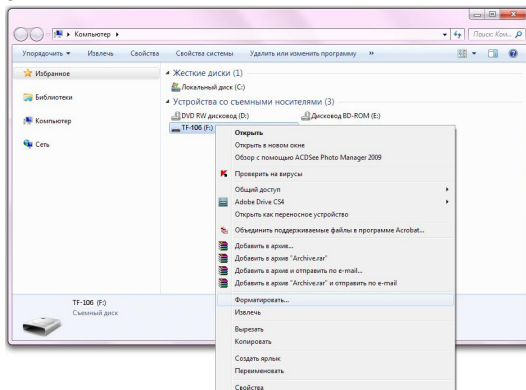 Компьютер
Поиск: Ком...
Упорядочить Извлечь Свойства Свойства системы Удалить или изменить программу »
Избранное
Библиотеки
Компьютер
Сеть
Жесткие диски (1)
Локальный диск (C:)
Устройства со съемными носителями (3)
DVD RW дисковод (D:) Дисковод BD-ROM (E:)
TF-106 (F:)
Открыть
Открыть в новом окне
Обзор с помощью ACDSee Photo Manager 2009
Проверить на вирусы
Общий доступ
Adobe Drive CS4
Открыть как переносное устройство
Объединить поддерживаемые файлы в программе Acrobat...
Добавить в архив...
Добавить в архив "Archive.rar"
Добавить в архив и отправить по e-mail...
Добавить в архив "Archive.rar" и отправить по e-mail
Форматировать...
Извлечь
Вырезать
Копировать
Создать ярлык
Переименовать
Свойства
TF-106 (F:)
Съемный диск